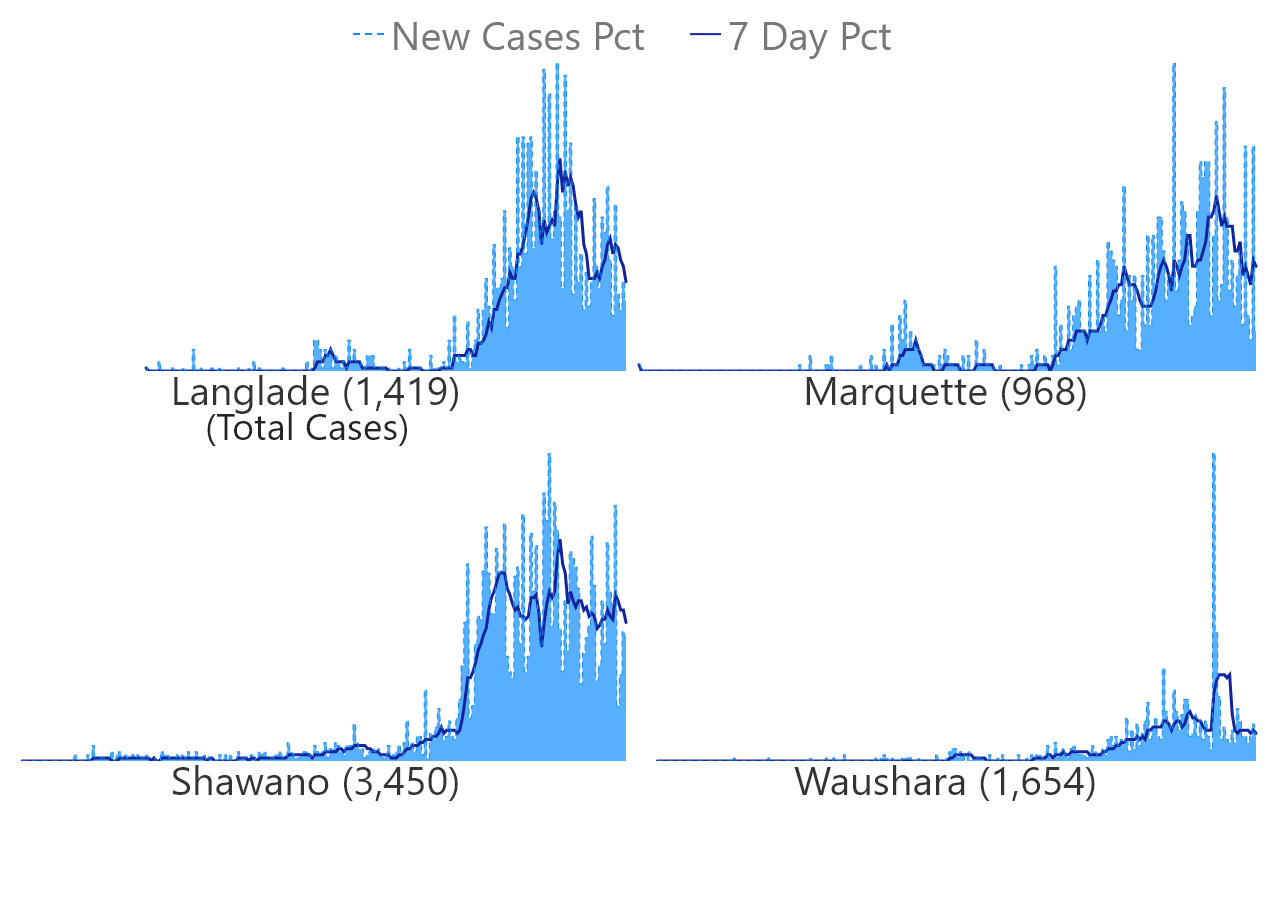 New Cases Pct 7 Day Pct
Langlade (1,419)
(Total Cases)
Marquette (968)
Shawano (3,450)
Waushara (1,654)